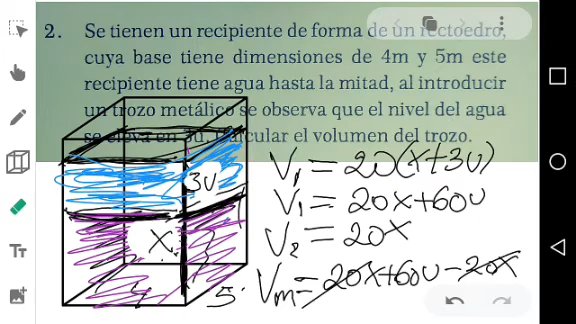 2. Se tienen un recipiente de forma de un rectoedro,
cuya base tiene dimensiones de 4m y 5m este
recipiente tiene agua hasta la mitad, al introducir
un trozo metálico se observa que el nivel del agua
se eleva en 3u, Calcular el volumen del trozo.
V₁ = 20(x+3u)
3u
V₁ = 20x+60u
V₂ = 20x
x
Vm = 20x+60u-20x
4 5
Tт